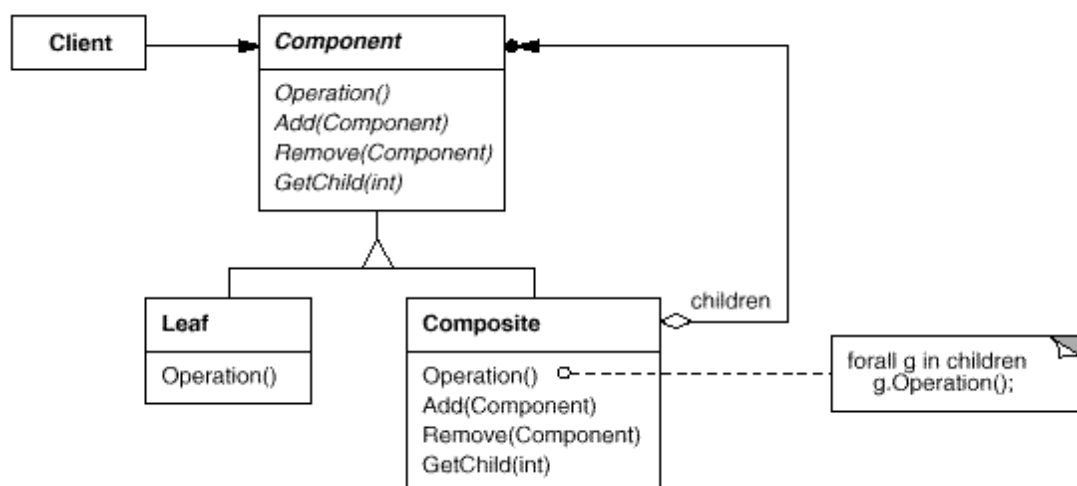 Client
Component
Operation()
Add(Component)
Remove(Component)
GetChild(int)
Leaf
Operation()
Composite
Operation()
Add(Component)
Remove(Component)
GetChild(int)
children
forall g in children
g.Operation();